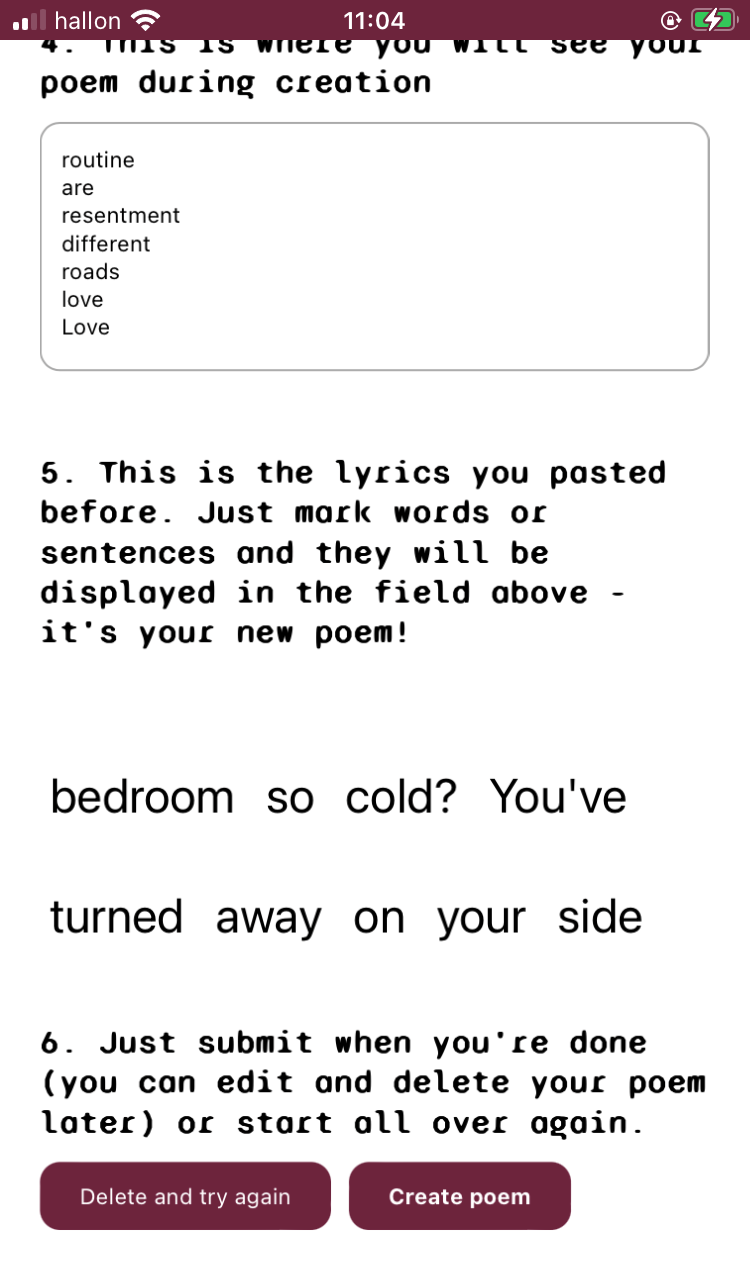 hallon 11:04
4. This is where you will see your
poem during creation
routine
are
resentment
different
roads
love
Love
5. This is the lyrics you pasted
before. Just mark words or
sentences and they will be
displayed in the field above -
it's your new poem!
bedroom so cold? You've
turned away on your side
6. Just submit when you're done
(you can edit and delete your poem
later) or start all over again.
Delete and try again Create poem